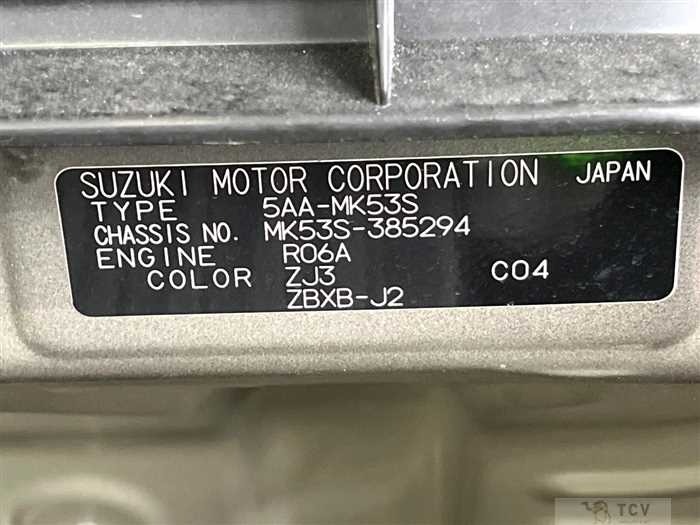 SUZUKI MOTOR CORPORATION JAPAN
TYPE 5AA-MK53S
CHASSIS NO. MK53S-385294
ENGINE R06A
COLOR ZJ3 C04
ZBXB-J2
TCV